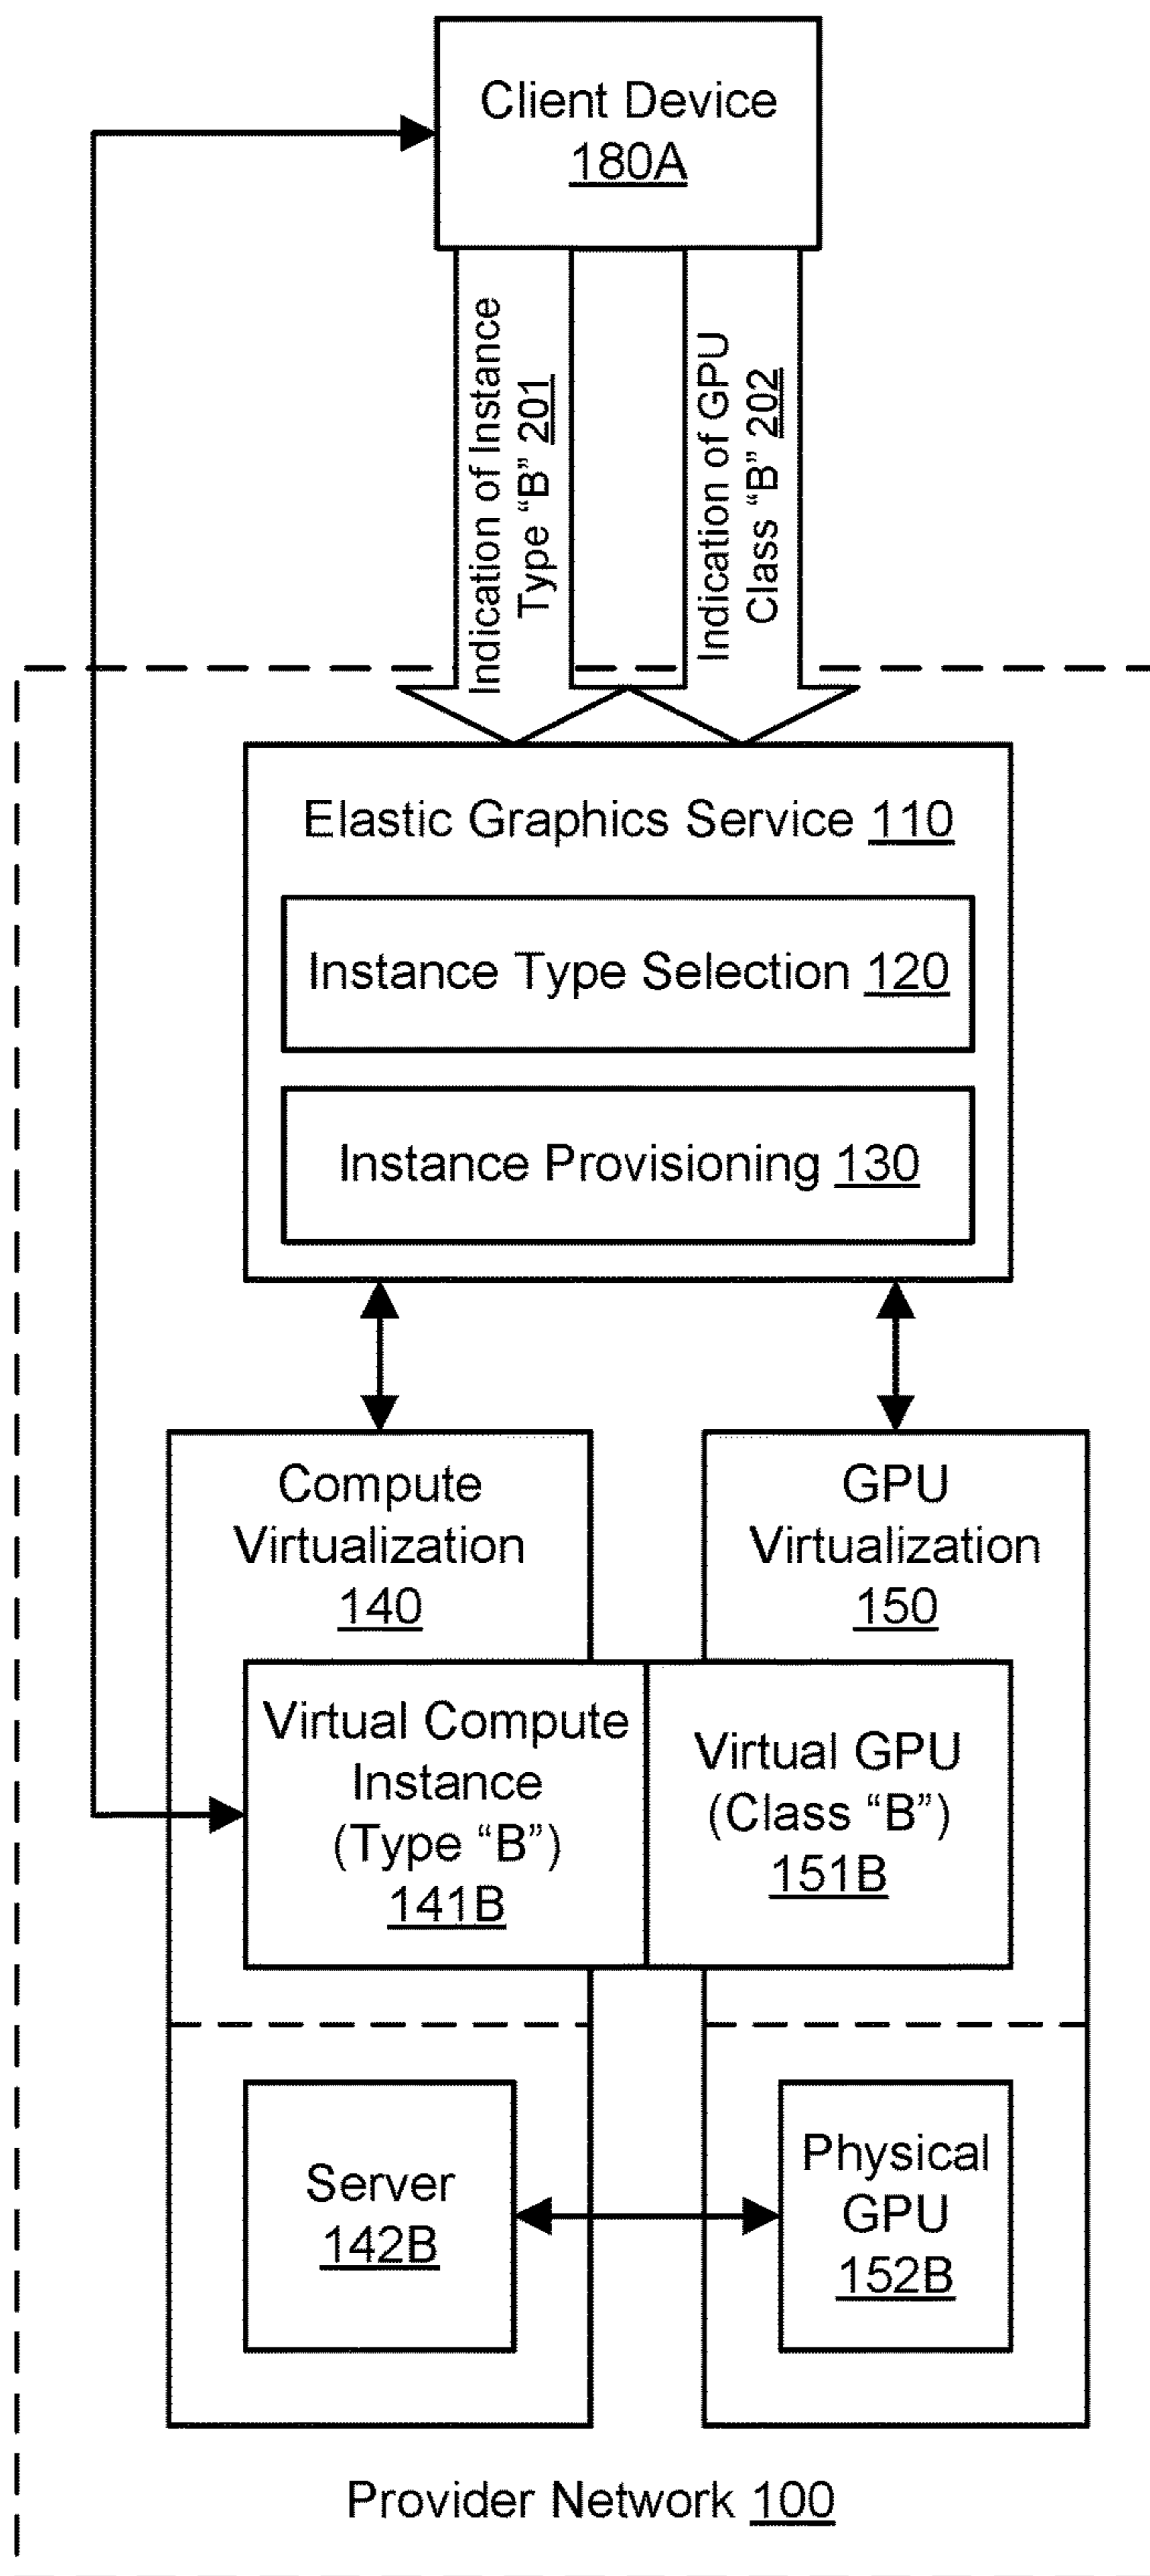 Client Device
180A
Indication of Instance
Type “B” 201
Indication of GPU
Class “B” 202
Elastic Graphics Service 110
Instance Type Selection 120
Instance Provisioning 130
Compute
Virtualization
140
GPU
Virtualization
150
Virtual Compute
Instance
(Type “B”)
141B
Virtual GPU
(Class “B”)
151B
Server
142B
Physical
GPU
152B
Provider Network 100